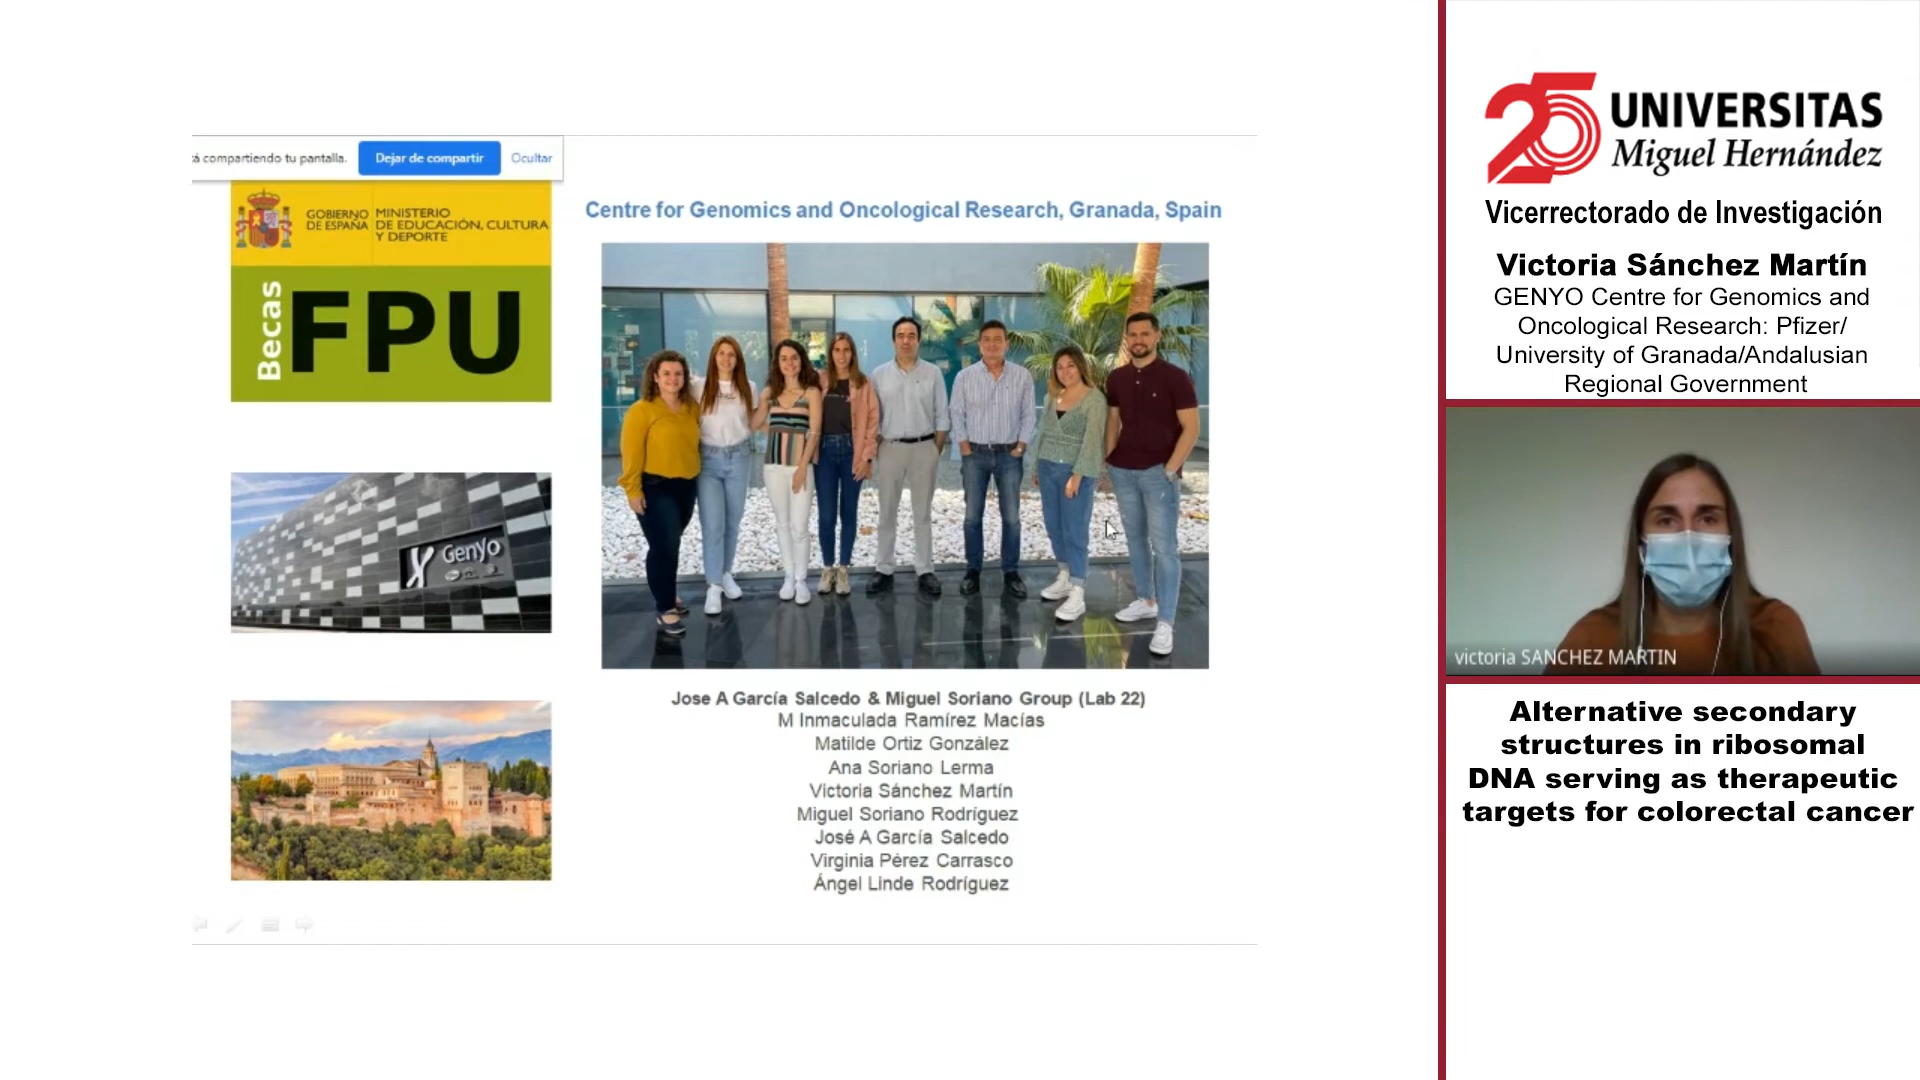 á compartiendo tu pantalla.
Dejar de compartir
Ocultar
GOBIERNO
DE ESPAÑA
MINISTERIO
DE EDUCACIÓN, CULTURA
Y DEPORTE
Becas
FPU
Genyo
Centre for Genomics and Oncological Research, Granada, Spain
Jose A García Salcedo & Miguel Soriano Group (Lab 22)
M Inmaculada Ramírez Macías
Matilde Ortiz González
Ana Soriano Lerma
Victoria Sánchez Martín
Miguel Soriano Rodríguez
José A García Salcedo
Virginia Pérez Carrasco
Ángel Linde Rodríguez
25
UNIVERSITAS
Miguel Hernández
Vicerrectorado de Investigación
Victoria Sánchez Martín
GENYO Centre for Genomics and
Oncological Research: Pfizer/
University of Granada/Andalusian
Regional Government
victoria SANCHEZ MARTIN
Alternative secondary
structures in ribosomal
DNA serving as therapeutic
targets for colorectal cancer